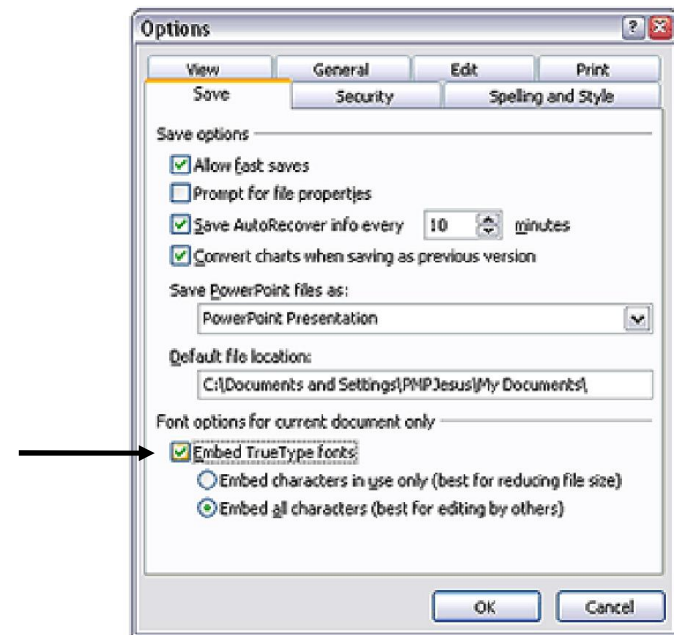 Options
View General Edit Print
Save Security Spelling and Style
Save options
Allow fast saves
Prompt for file properties
Save AutoRecover info every 10 minutes
Convert charts when saving as previous version
Save PowerPoint files as:
PowerPoint Presentation
Default file location:
C:\Documents and Settings\PMPJesus\My Documents\
Font options for current document only
Embed TrueType fonts
Embed characters in use only (best for reducing file size)
Embed all characters (best for editing by others)
OK Cancel